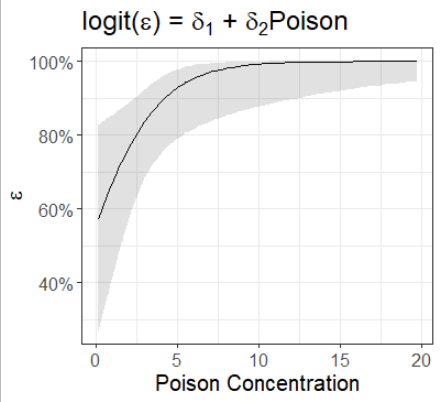 logit(ε) = δ₁ + δ₂Poison
100%
80%
60%
40%
ε
0 5 10 15 20
Poison Concentration